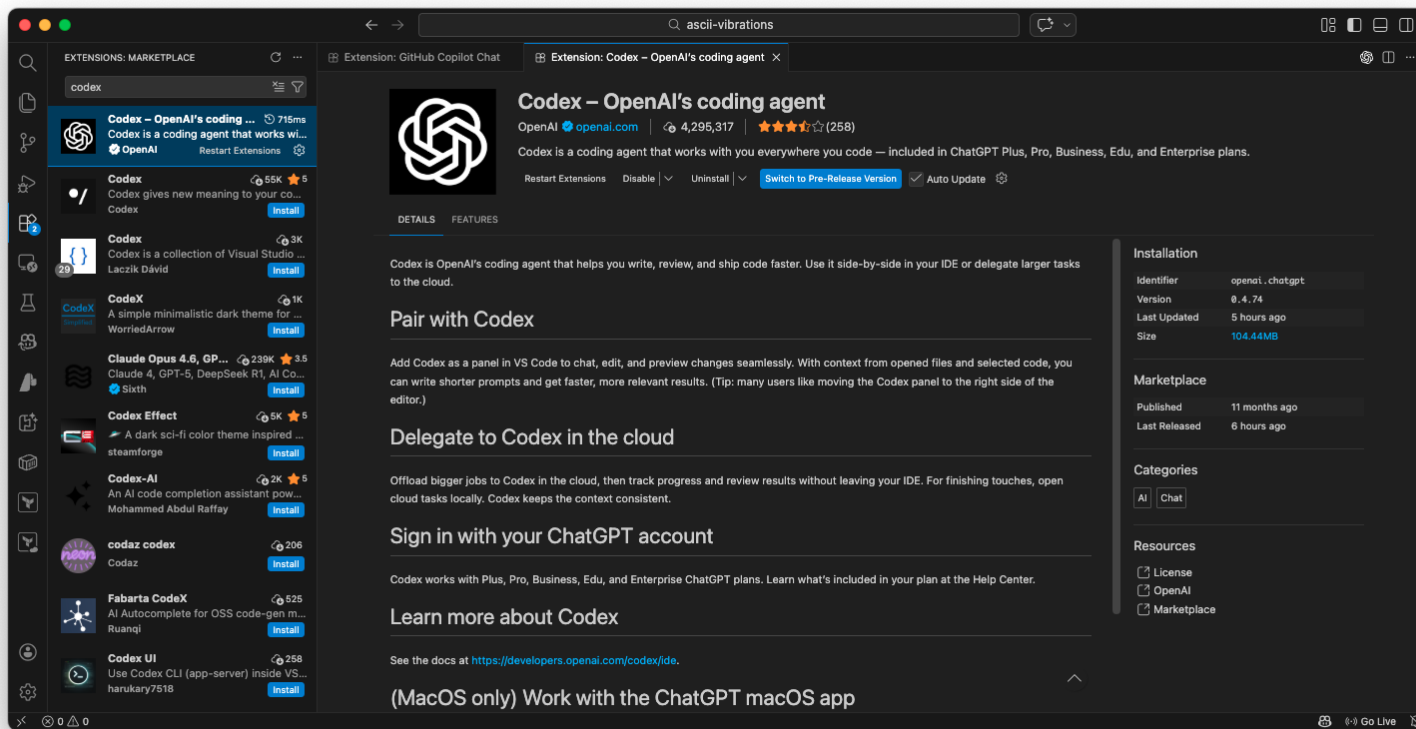 ascii-vibrations
EXTENSIONS: MARKETPLACE
codex
Codex – OpenAI's coding ... 715ms
Codex is a coding agent that works wi...
OpenAI Restart Extensions
Codex 55K 5
Codex gives new meaning to your co...
Codex Install
Codex 3K
Codex is a collection of Visual Studio ...
Laczik Dávid Install
29
CodeX 1K
A simple minimalistic dark theme for ...
WorriedArrow Install
CodeX
Claude Opus 4.6, GP... 239K 3.5
Claude 4, GPT-5, DeepSeek R1, AI Co...
Sixth Install
Codex Effect 5K 5
A dark sci-fi color theme inspired ...
steamforge Install
Codex-AI 2K 5
An AI code completion assistant pow...
Mohammed Abdul Raffay Install
codaz codex 206
Codaz Install
neon
Fabarta CodeX 525
AI Autocomplete for OSS code-gen m...
Ruanqi Install
Codex UI 258
Use Codex CLI (app-server) inside VS...
harukary7518 Install
2
Extension: GitHub Copilot Chat
Extension: Codex – OpenAI's coding agent
Codex – OpenAI's coding agent
OpenAI openai.com 4,295,317 (258)
Codex is a coding agent that works with you everywhere you code — included in ChatGPT Plus, Pro, Business, Edu, and Enterprise plans.
Restart Extensions Disable Uninstall Switch to Pre-Release Version Auto Update
DETAILS FEATURES
Codex is OpenAI's coding agent that helps you write, review, and ship code faster. Use it side-by-side in your IDE or delegate larger tasks
to the cloud.
Pair with Codex
Add Codex as a panel in VS Code to chat, edit, and preview changes seamlessly. With context from opened files and selected code, you
can write shorter prompts and get faster, more relevant results. (Tip: many users like moving the Codex panel to the right side of the
editor.)
Delegate to Codex in the cloud
Offload bigger jobs to Codex in the cloud, then track progress and review results without leaving your IDE. For finishing touches, open
cloud tasks locally. Codex keeps the context consistent.
Sign in with your ChatGPT account
Codex works with Plus, Pro, Business, Edu, and Enterprise ChatGPT plans. Learn what's included in your plan at the Help Center.
Learn more about Codex
See the docs at https://developers.openai.com/codex/ide.
(MacOS only) Work with the ChatGPT macOS app
Installation
Identifier openai.chatgpt
Version 0.4.74
Last Updated 5 hours ago
Size 104.44MB
Marketplace
Published 11 months ago
Last Released 6 hours ago
Categories
AI Chat
Resources
License
OpenAI
Marketplace
0 0
Go Live